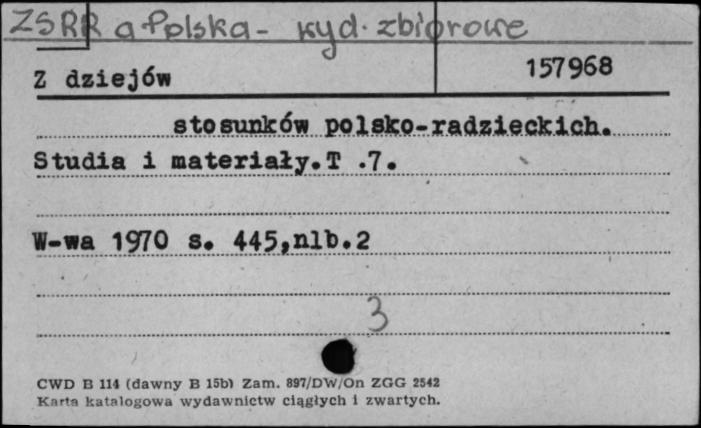 ZSRR a Polska - wyd. zbiorowe
157968
Z dziejów
stosunków polsko-radzieckich.
Studia i materiały.T .7.
W-wa 1970 s. 445,nlb.2
3
CWD B 114 (dawny B 15b) Zam. 897/DW/On ZGG 2542
Karta katalogowa wydawnictw ciągłych i zwartych.